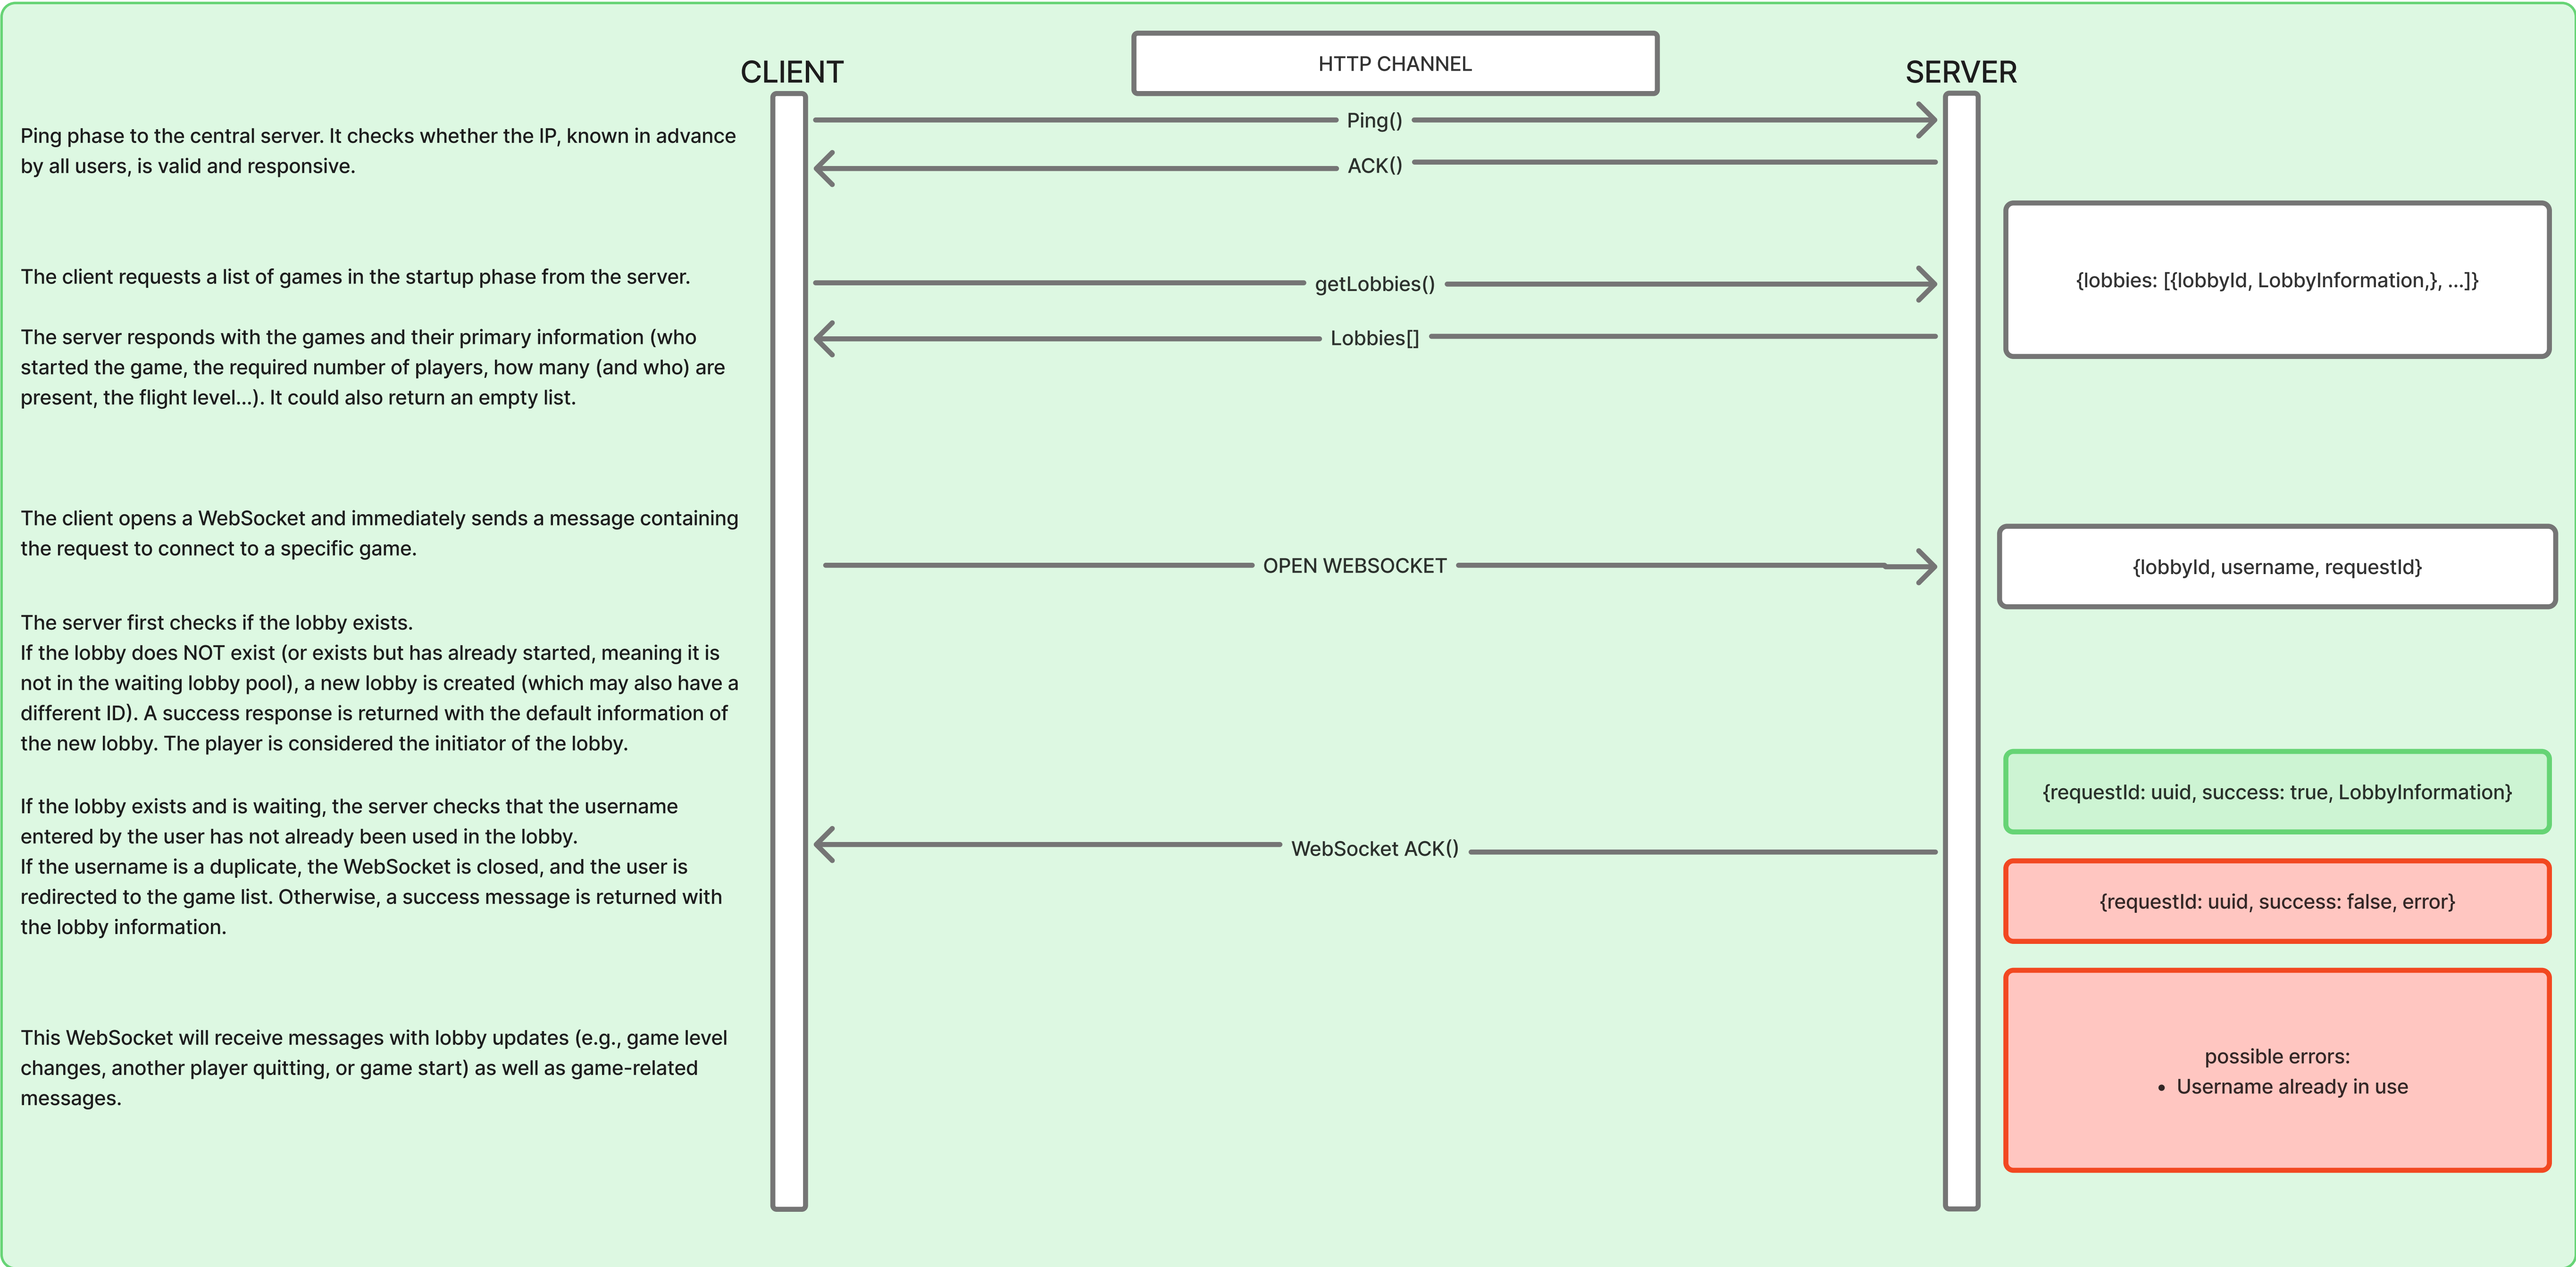 HTTP CHANNEL
CLIENT
SERVER
Ping()
Ping phase to the central server. It checks whether the IP, known in advance
by all users, is valid and responsive.
ACK()
The client requests a list of games in the startup phase from the server.
getLobbies()
{lobbies: [{lobbyId, LobbyInformation,}, ...]}
The server responds with the games and their primary information (who
started the game, the required number of players, how many (and who) are
present, the flight level...). It could also return an empty list.
Lobbies[]
The client opens a WebSocket and immediately sends a message containing
the request to connect to a specific game.
OPEN WEBSOCKET
{lobbyId, username, requestId}
The server first checks if the lobby exists.
If the lobby does NOT exist (or exists but has already started, meaning it is
not in the waiting lobby pool), a new lobby is created (which may also have a
different ID). A success response is returned with the default information of
the new lobby. The player is considered the initiator of the lobby.
{requestId: uuid, success: true, LobbyInformation}
If the lobby exists and is waiting, the server checks that the username
entered by the user has not already been used in the lobby.
If the username is a duplicate, the WebSocket is closed, and the user is
redirected to the game list. Otherwise, a success message is returned with
the lobby information.
WebSocket ACK()
{requestId: uuid, success: false, error}
This WebSocket will receive messages with lobby updates (e.g., game level
changes, another player quitting, or game start) as well as game-related
messages.
possible errors:
• Username already in use